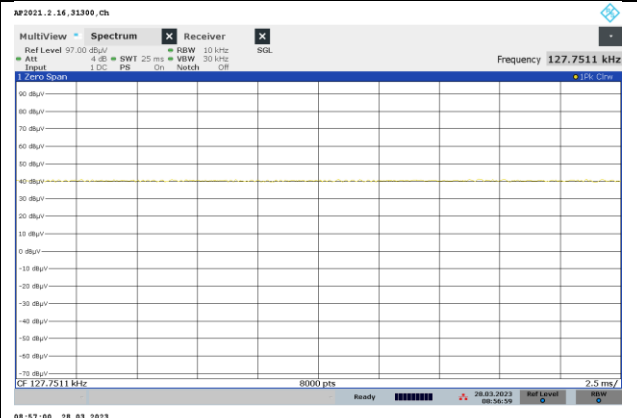 AP2021.2.16,31300,Ch
MultiView Spectrum X Receiver X
Ref Level 97.00 dBµV RBW 10 kHz SGL
Att 4 dB SWT 25 ms VBW 30 kHz Frequency 127.7511 kHz
Input 1 DC PS On Notch Off
1 Zero Span 1Pk Clrw
90 dBµV
80 dBµV
70 dBµV
60 dBµV
50 dBµV
40 dBµV
30 dBµV
20 dBµV
10 dBµV
0 dBµV
-10 dBµV
-20 dBµV
-30 dBµV
-40 dBµV
-50 dBµV
-60 dBµV
-70 dBµV
CF 127.7511 kHz 8000 pts 2.5 ms/
Ready 28.03.2023 Ref Level RBW
08:56:59
08:57:00 28.03.2023